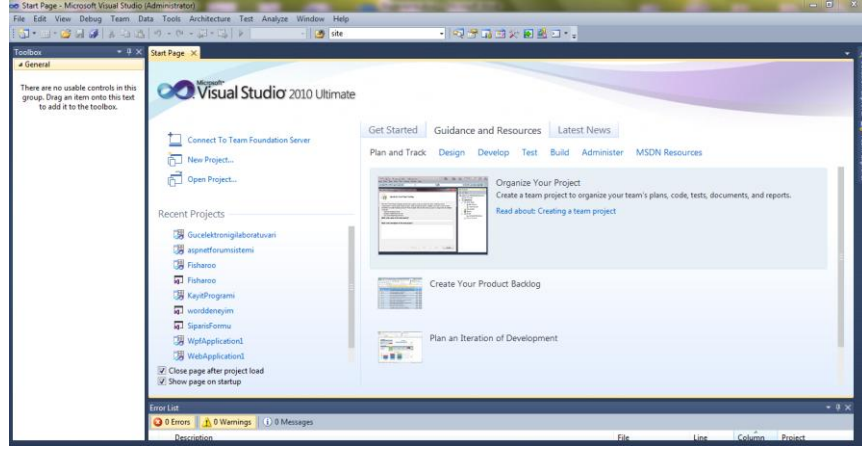 Start Page - Microsoft Visual Studio (Administrator)
File Edit View Debug Team Data Tools Architecture Test Analyze Window Help
site
Toolbox
General
There are no usable controls in this
group. Drag an item onto this text
to add it to the toolbox.
Start Page
Microsoft
Visual Studio 2010 Ultimate
Connect To Team Foundation Server
New Project...
Open Project...
Recent Projects
Gucelektronigilaboratuvari
aspnetforumsistemi
Fisharoo
Fisharoo
KayitProgrami
worddeneyim
SiparisFormu
WpfApplication1
WebApplication1
Close page after project load
Show page on startup
Get Started Guidance and Resources Latest News
Plan and Track Design Develop Test Build Administer MSDN Resources
Organize Your Project
Create a team project to organize your team's plans, code, tests, documents, and reports.
Read about: Creating a team project
Create Your Product Backlog
Plan an Iteration of Development
Error List
0 Errors 0 Warnings 0 Messages
Description File Line Column Project